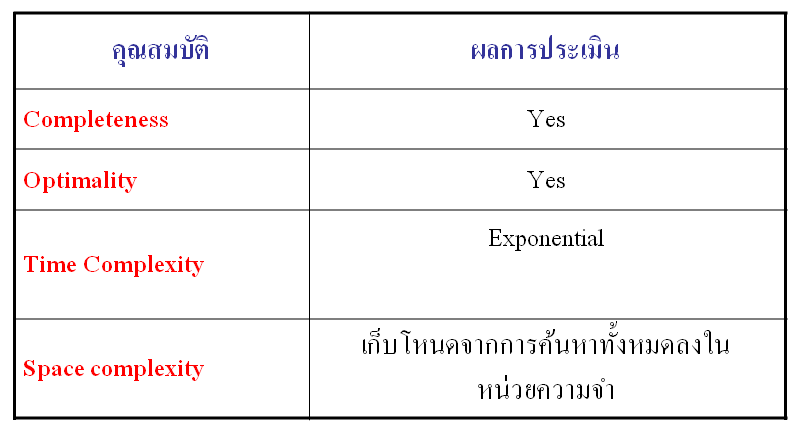 คุณสมบัติ ผลการประเมิน
Completeness Yes
Optimality Yes
Exponential
Time Complexity
เก็บโหนดจากการค้นหาทั้งหมดลงใน
Space complexity
หน่วยความจำ